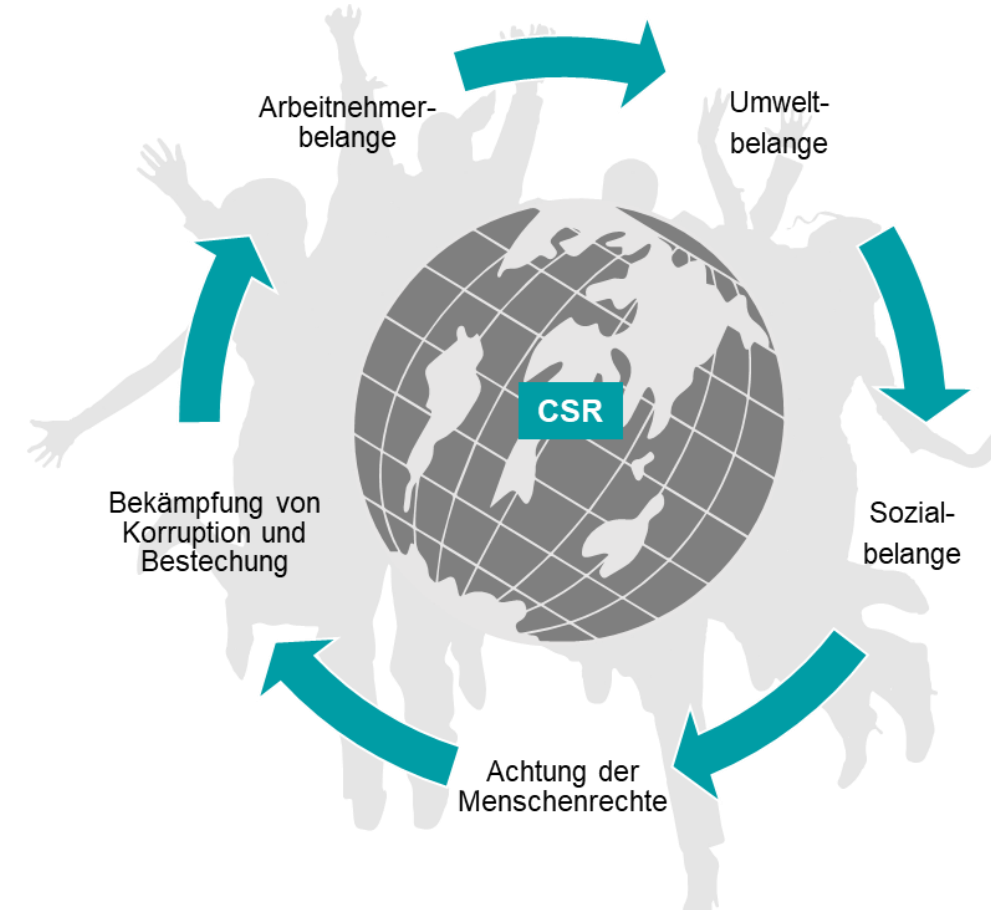 Arbeitnehmer-
belange
Umwelt-
belange
CSR
Bekämpfung von
Korruption und
Bestechung
Sozial-
belange
Achtung der
Menschenrechte